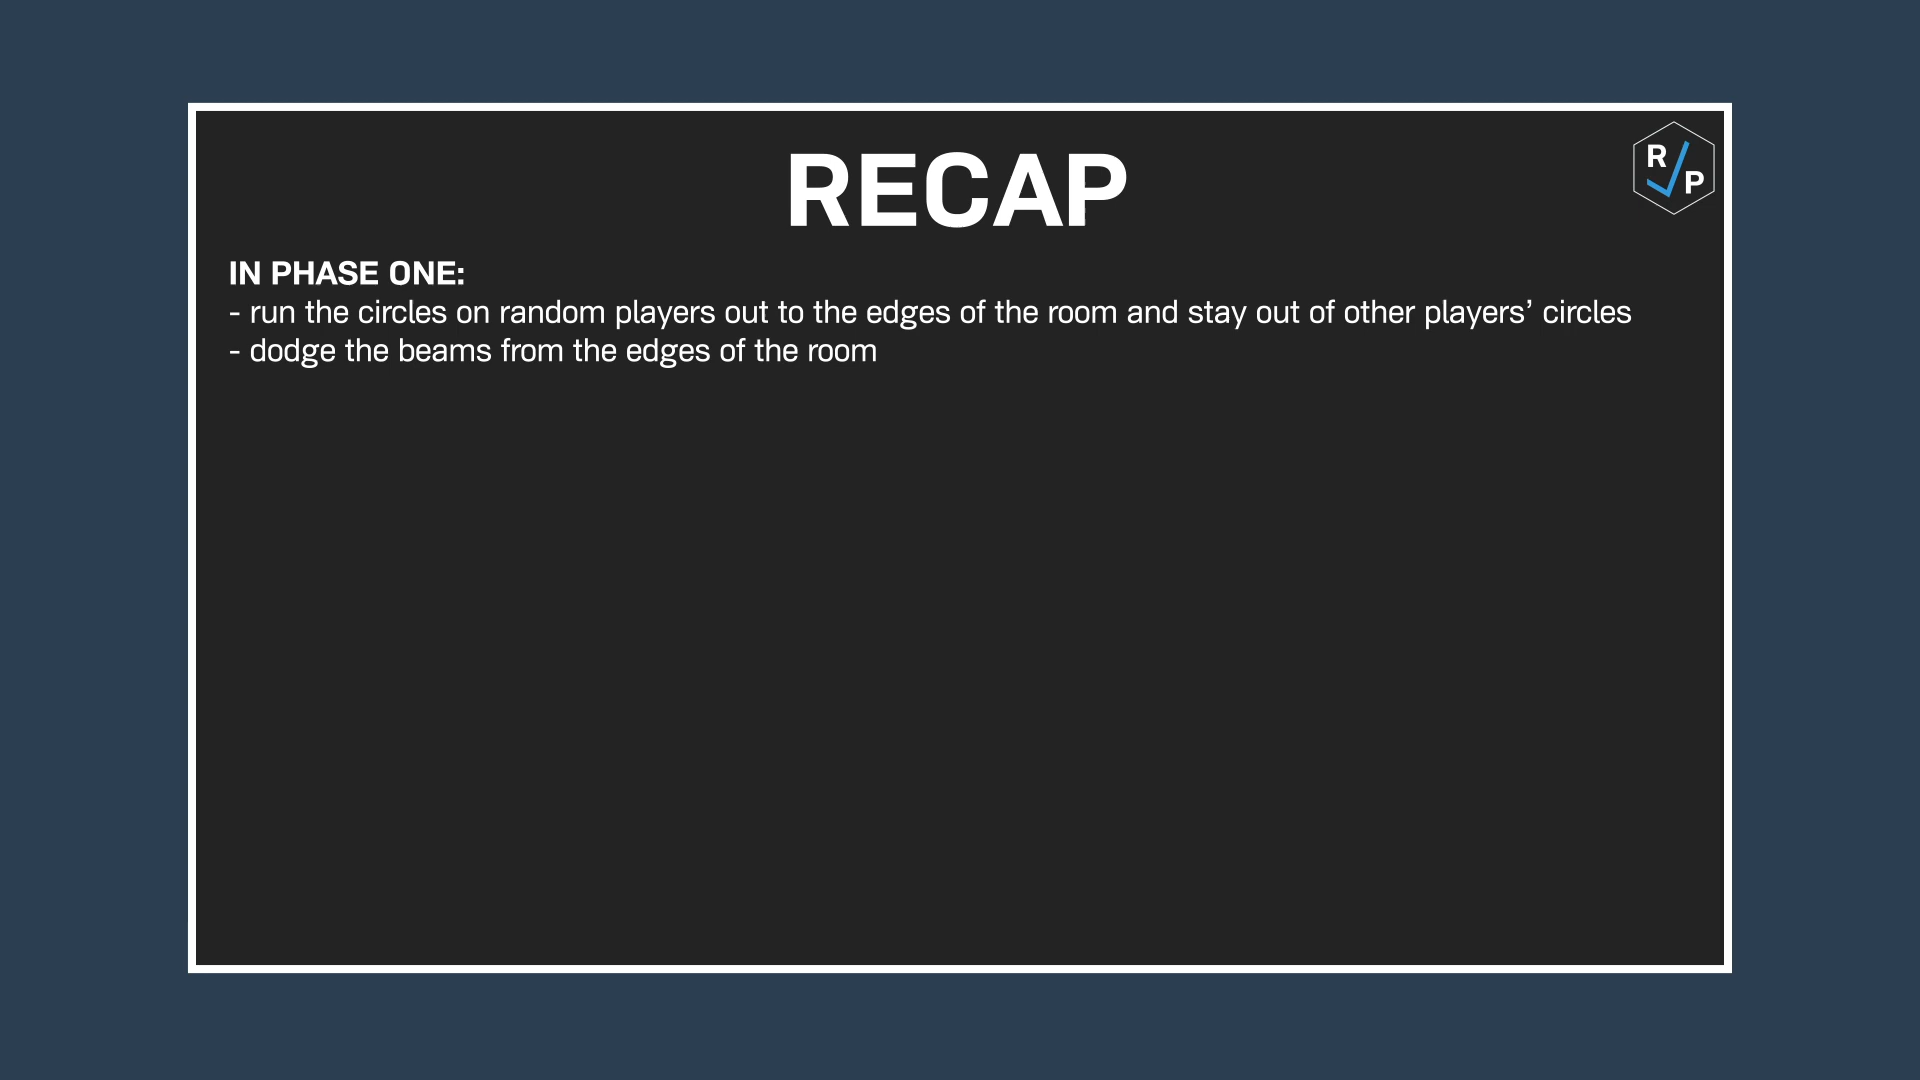 RECAP
R
P
IN PHASE ONE:
- run the circles on random players out to the edges of the room and stay out of other players’ circles
- dodge the beams from the edges of the room